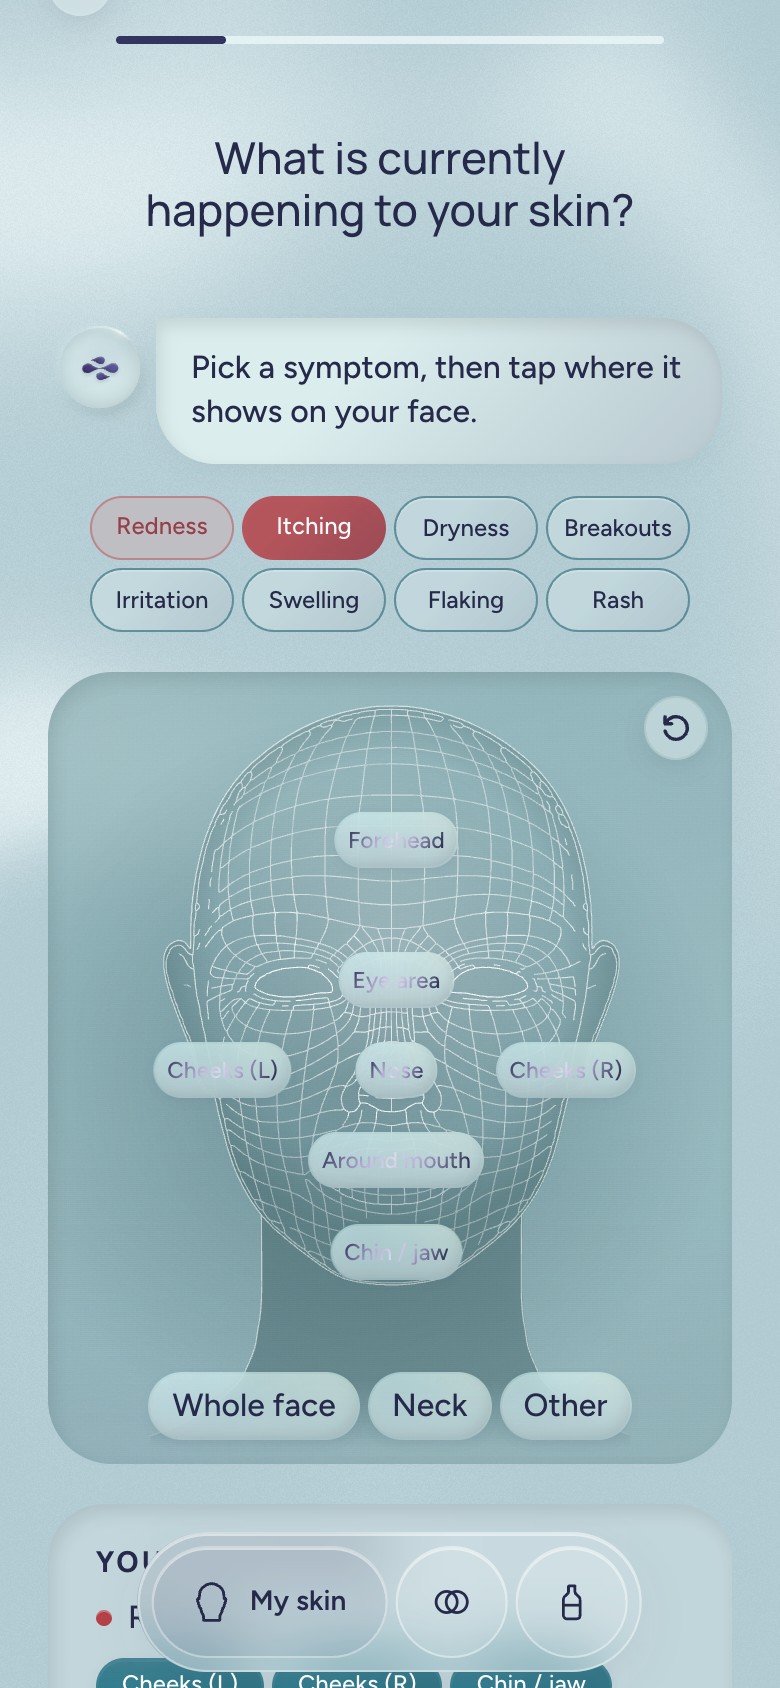 What is currently
happening to your skin?
Pick a symptom, then tap where it
shows on your face.
Redness
Itching
Dryness
Breakouts
Irritation
Swelling
Flaking
Rash
Forehead
Eye area
Cheeks (L)
Nose
Cheeks (R)
Around mouth
Chin / jaw
Whole face
Neck
Other
My skin
Cheeks (L)
Cheeks (R)
Chin / jaw